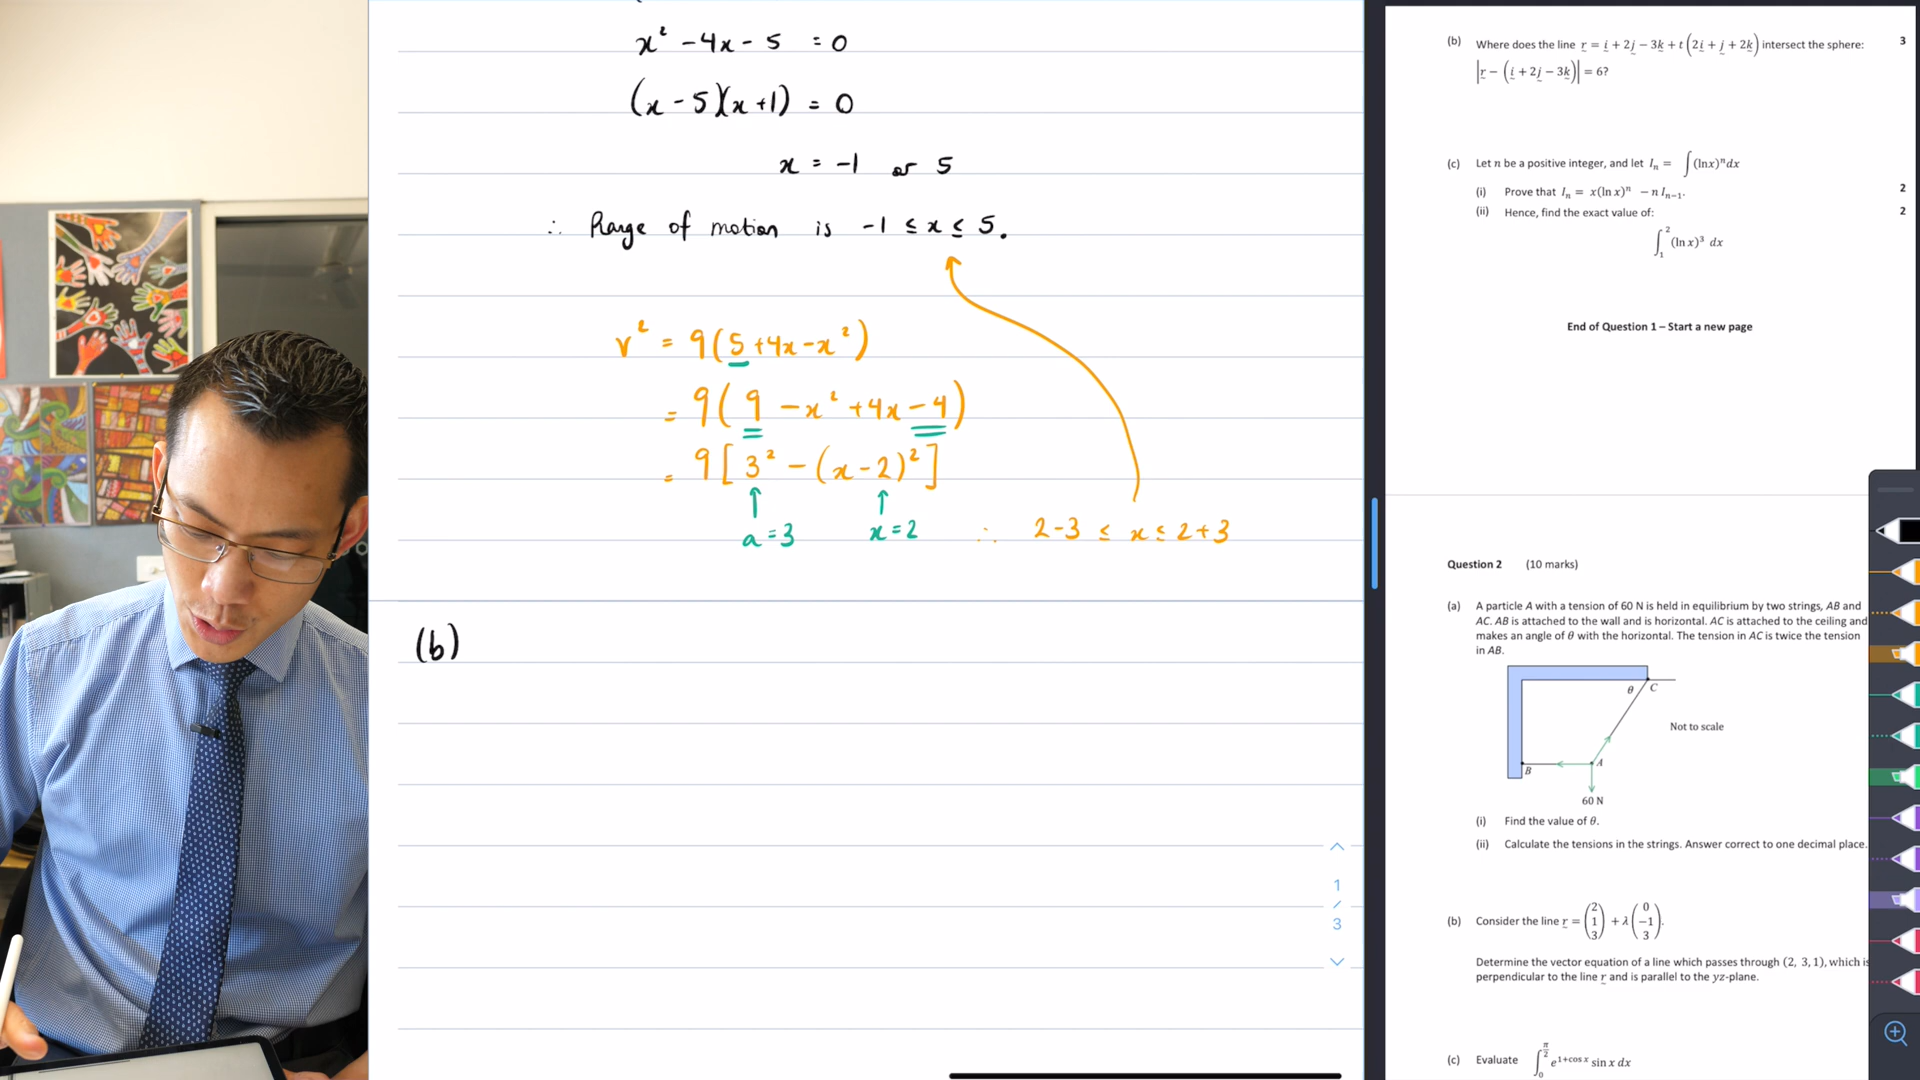 x² - 4x - 5 = 0
(x - 5)(x + 1) = 0
x = -1 or 5
∴ Range of motion is -1 ≤ x ≤ 5.
v² = 9(5 + 4x - x²)
= 9(9 - x² + 4x - 4)
= 9[3² - (x - 2)²]
↑ ↑
a = 3 x = 2 ∴ 2-3 ≤ x ≤ 2+3
(b)
1
/
3
(b) Where does the line r = i + 2j − 3k + t(2i + j + 2k) intersect the sphere: 3
|r − (i + 2j − 3k)| = 6?
(c) Let n be a positive integer, and let Iₙ = ∫(lnx)ⁿdx
(i) Prove that Iₙ = x(ln x)ⁿ − n Iₙ₋₁. 2
(ii) Hence, find the exact value of: 2
∫₁² (ln x)³ dx
End of Question 1 – Start a new page
Question 2 (10 marks)
(a) A particle A with a tension of 60 N is held in equilibrium by two strings, AB and
AC. AB is attached to the wall and is horizontal. AC is attached to the ceiling and
makes an angle of θ with the horizontal. The tension in AC is twice the tension
in AB.
θ C
Not to scale
B A
60 N
(i) Find the value of θ.
(ii) Calculate the tensions in the strings. Answer correct to one decimal place.
(b) Consider the line r = (2 1 3) + λ(0 −1 3).
Determine the vector equation of a line which passes through (2, 3, 1), which is
perpendicular to the line r and is parallel to the yz-plane.
(c) Evaluate ∫₀^(π/2) e^(1+cos x) sin x dx